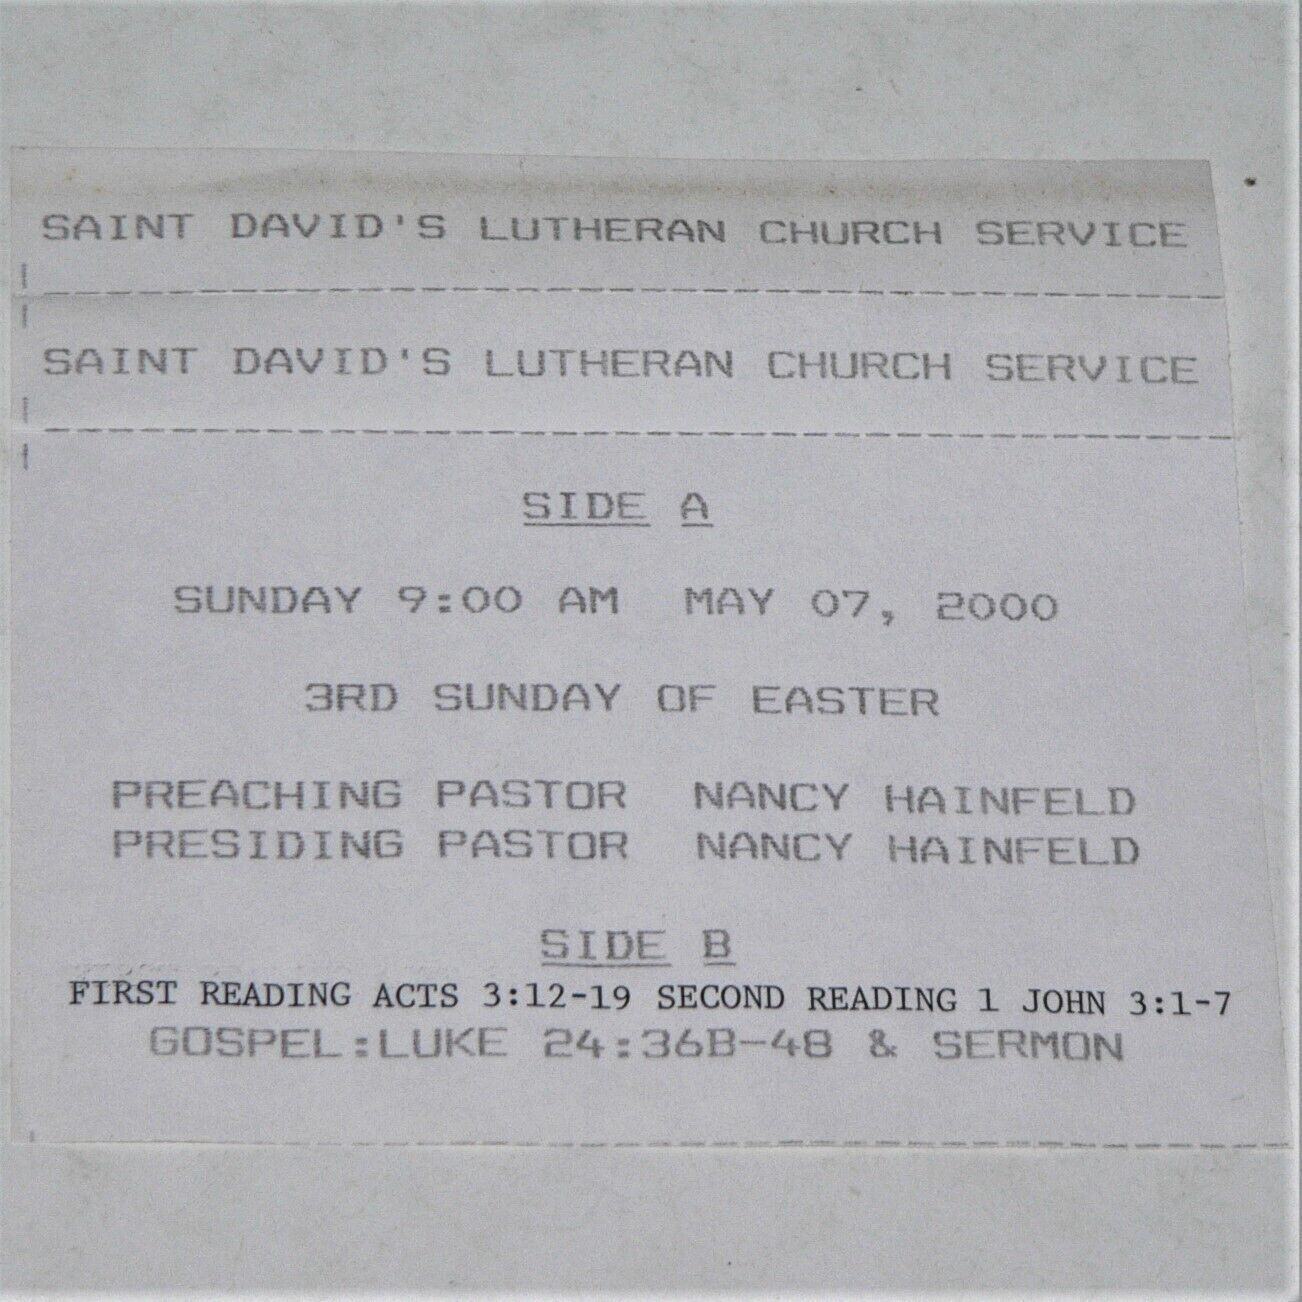 SAINT DAVID'S LUTHERAN CHURCH SERVICE
SAINT DAVID'S LUTHERAN CHURCH SERVICE
SIDE A
SUNDAY 9:00 AM MAY 07, 2000
3RD SUNDAY OF EASTER
PREACHING PASTOR NANCY HAINFELD
PRESIDING PASTOR NANCY HAINFELD
SIDE B
FIRST READING ACTS 3:12-19 SECOND READING 1 JOHN 3:1-7
GOSPEL:LUKE 24:36B-48 & SERMON